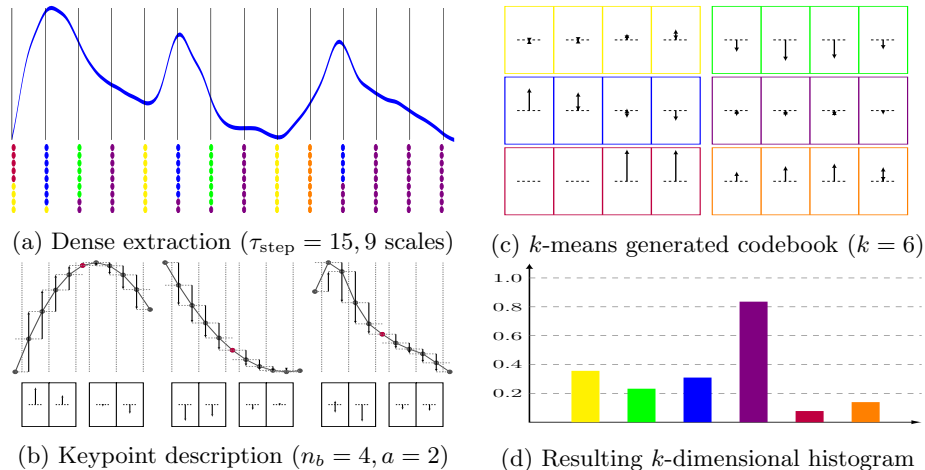 (a) Dense extraction (τstep = 15, 9 scales)
(c) k-means generated codebook (k = 6)
1.0
0.8
0.6
0.4
0.2
(b) Keypoint description (nb = 4, a = 2)
(d) Resulting k-dimensional histogram